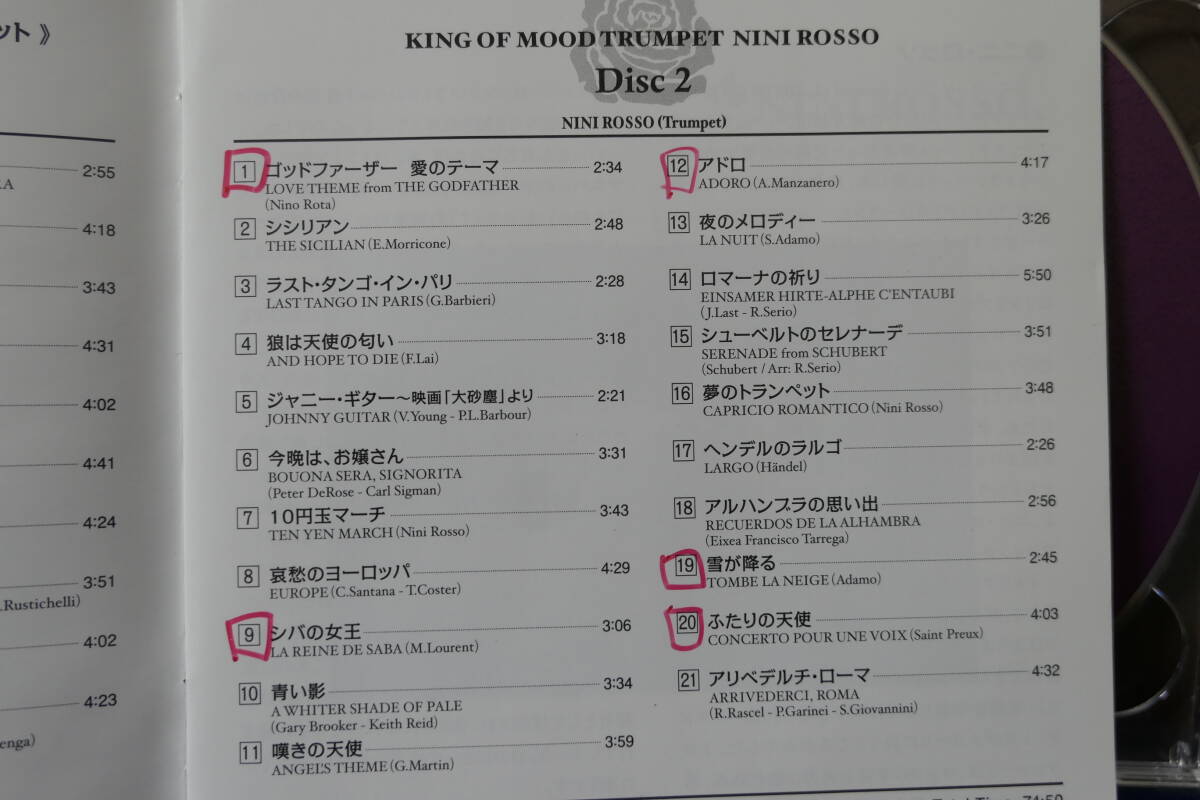 ット 》
2:55
RA
4:18
3:43
4:31
4:02
4:41
4:24
3:51
.Rustichelli)
4:02
4:23
enga)
KING OF MOOD TRUMPET NINI ROSSO
Disc 2
NINI ROSSO (Trumpet)
1 ゴッドファーザー 愛のテーマ 2:34
LOVE THEME from THE GODFATHER
(Nino Rota)
2 シシリアン 2:48
THE SICILIAN (E.Morricone)
3 ラスト・タンゴ・イン・パリ 2:28
LAST TANGO IN PARIS (G.Barbieri)
4 狼は天使の匂い 3:18
AND HOPE TO DIE (F.Lai)
5 ジャニー・ギター～映画「大砂塵」より 2:21
JOHNNY GUITAR (V.Young - P.L.Barbour)
6 今晩は、お嬢さん 3:31
BOUONA SERA, SIGNORITA
(Peter DeRose - Carl Sigman)
7 10円玉マーチ 3:43
TEN YEN MARCH (Nini Rosso)
8 哀愁のヨーロッパ 4:29
EUROPE (C.Santana - T.Coster)
9 シバの女王 3:06
LA REINE DE SABA (M.Lourent)
10 青い影 3:34
A WHITER SHADE OF PALE
(Gary Brooker - Keith Reid)
11 嘆きの天使 3:59
ANGEL'S THEME (G.Martin)
12 アドロ 4:17
ADORO (A.Manzanero)
13 夜のメロディー 3:26
LA NUIT (S.Adamo)
14 ロマーナの祈り 5:50
EINSAMER HIRTE-ALPHE C'ENTAUBI
(J.Last - R.Serio)
15 シューベルトのセレナーデ 3:51
SERENADE from SCHUBERT
(Schubert / Arr: R.Serio)
16 夢のトランペット 3:48
CAPRICIO ROMANTICO (Nini Rosso)
17 ヘンデルのラルゴ 2:26
LARGO (Händel)
18 アルハンブラの思い出 2:56
RECUERDOS DE LA ALHAMBRA
(Eixea Francisco Tarrega)
19 雪が降る 2:45
TOMBE LA NEIGE (Adamo)
20 ふたりの天使 4:03
CONCERTO POUR UNE VOIX (Saint Preux)
21 アリベデルチ・ローマ 4:32
ARRIVEDERCI, ROMA
(R.Rascel - P.Garinei - S.Giovannini)